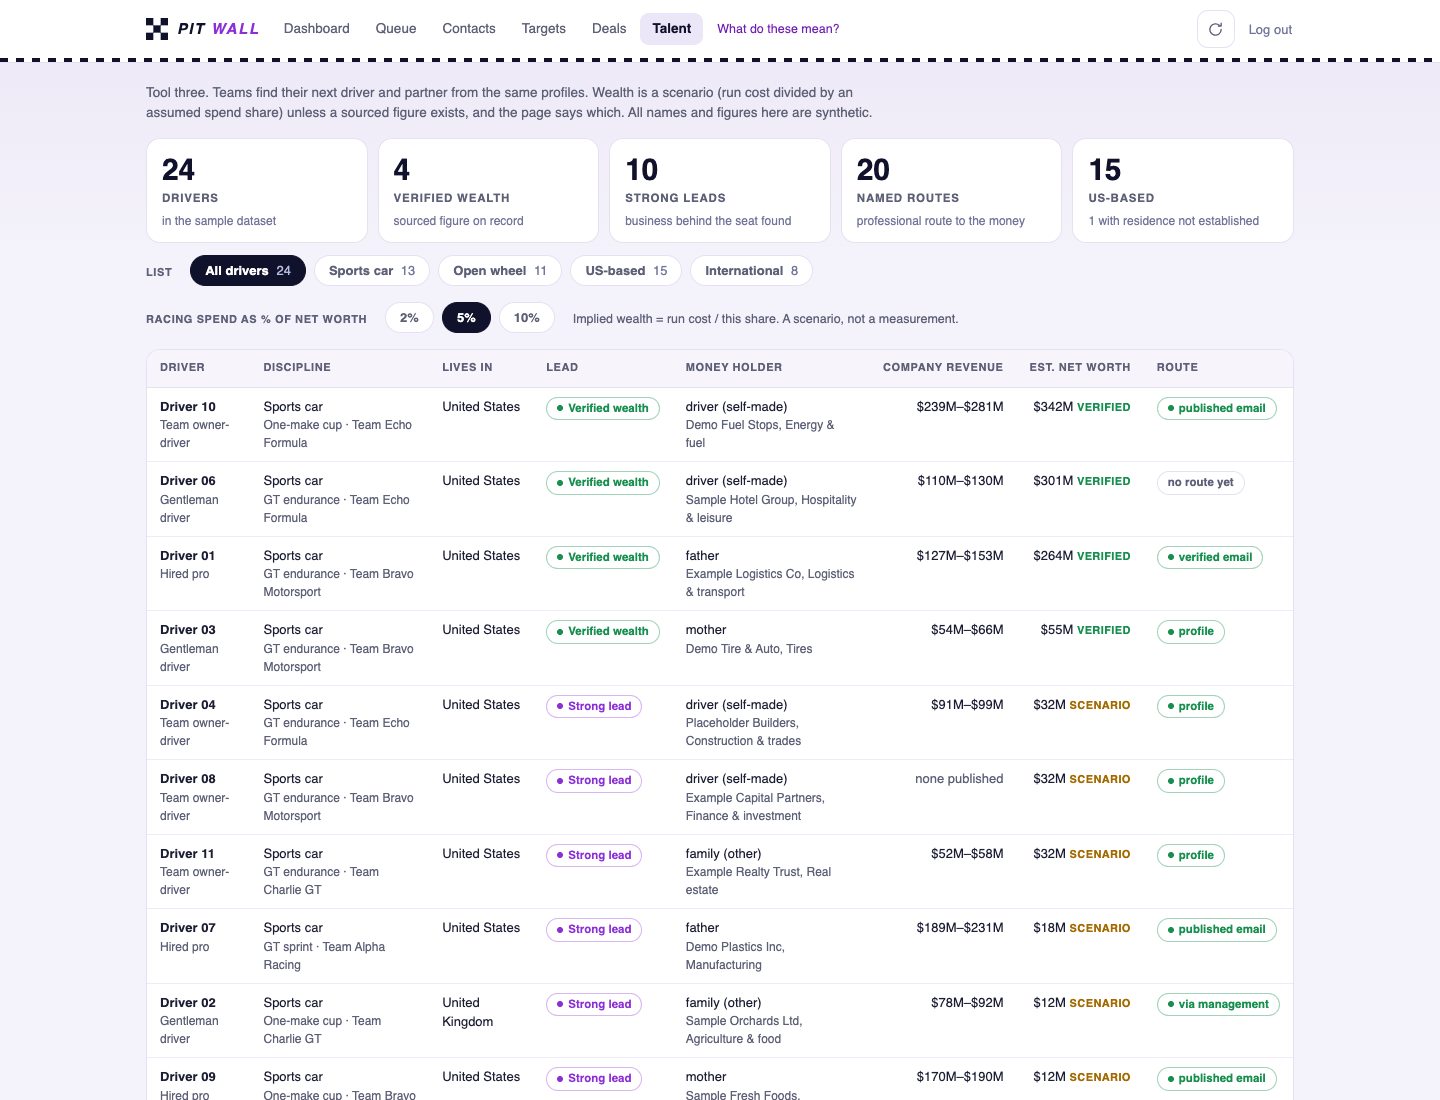 PIT WALL Dashboard Queue Contacts Targets Deals Talent What do these mean? Log out
Tool three. Teams find their next driver and partner from the same profiles. Wealth is a scenario (run cost divided by an
assumed spend share) unless a sourced figure exists, and the page says which. All names and figures here are synthetic.
24
DRIVERS
in the sample dataset
4
VERIFIED WEALTH
sourced figure on record
10
STRONG LEADS
business behind the seat found
20
NAMED ROUTES
professional route to the money
15
US-BASED
1 with residence not established
LIST All drivers 24 Sports car 13 Open wheel 11 US-based 15 International 8
RACING SPEND AS % OF NET WORTH 2% 5% 10% Implied wealth = run cost / this share. A scenario, not a measurement.
DRIVER DISCIPLINE LIVES IN LEAD MONEY HOLDER COMPANY REVENUE EST. NET WORTH ROUTE
Driver 10 Sports car United States Verified wealth driver (self-made) $239M–$281M $342M VERIFIED published email
Team owner- One-make cup · Team Echo Demo Fuel Stops, Energy &
driver Formula fuel
Driver 06 Sports car United States Verified wealth driver (self-made) $110M–$130M $301M VERIFIED no route yet
Gentleman GT endurance · Team Echo Sample Hotel Group, Hospitality
driver Formula & leisure
Driver 01 Sports car United States Verified wealth father $127M–$153M $264M VERIFIED verified email
Hired pro GT endurance · Team Bravo Example Logistics Co, Logistics
Motorsport & transport
Driver 03 Sports car United States Verified wealth mother $54M–$66M $55M VERIFIED profile
Gentleman GT endurance · Team Bravo Demo Tire & Auto, Tires
driver Motorsport
Driver 04 Sports car United States Strong lead driver (self-made) $91M–$99M $32M SCENARIO profile
Team owner- GT endurance · Team Echo Placeholder Builders,
driver Formula Construction & trades
Driver 08 Sports car United States Strong lead driver (self-made) none published $32M SCENARIO profile
Team owner- GT endurance · Team Bravo Example Capital Partners,
driver Motorsport Finance & investment
Driver 11 Sports car United States Strong lead family (other) $52M–$58M $32M SCENARIO profile
Team owner- GT endurance · Team Example Realty Trust, Real
driver Charlie GT estate
Driver 07 Sports car United States Strong lead father $189M–$231M $18M SCENARIO published email
Hired pro GT sprint · Team Alpha Demo Plastics Inc,
Racing Manufacturing
Driver 02 Sports car United Strong lead family (other) $78M–$92M $12M SCENARIO via management
Gentleman One-make cup · Team Kingdom Sample Orchards Ltd,
driver Charlie GT Agriculture & food
Driver 09 Sports car United States Strong lead mother $170M–$190M $12M SCENARIO published email
Hired pro One-make cup · Team Bravo Sample Fresh Foods,